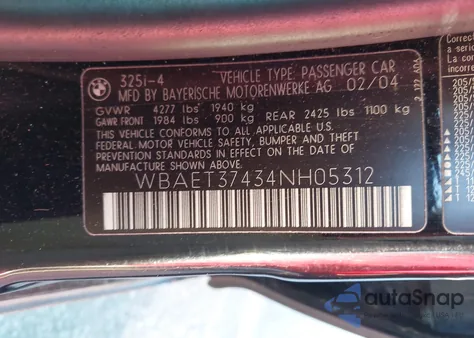 325i-4 VEHICLE TYPE PASSENGER CAR
MFD BY BAYERISCHE MOTORENWERKE AG 02/04
GVWR 4277 lbs 1940 kg
GAWR FRONT 1984 lbs 900 kg REAR 2425 lbs 1100 kg
THIS VEHICLE CONFORMS TO ALL APPLICABLE U.S.
FEDERAL MOTOR VEHICLE SAFETY, BUMPER AND THEFT
PREVENTION STANDARDS IN EFFECT ON THE DATE OF
MANUFACTURE SHOWN ABOVE.
WBAET37434NH05312
autoSnap